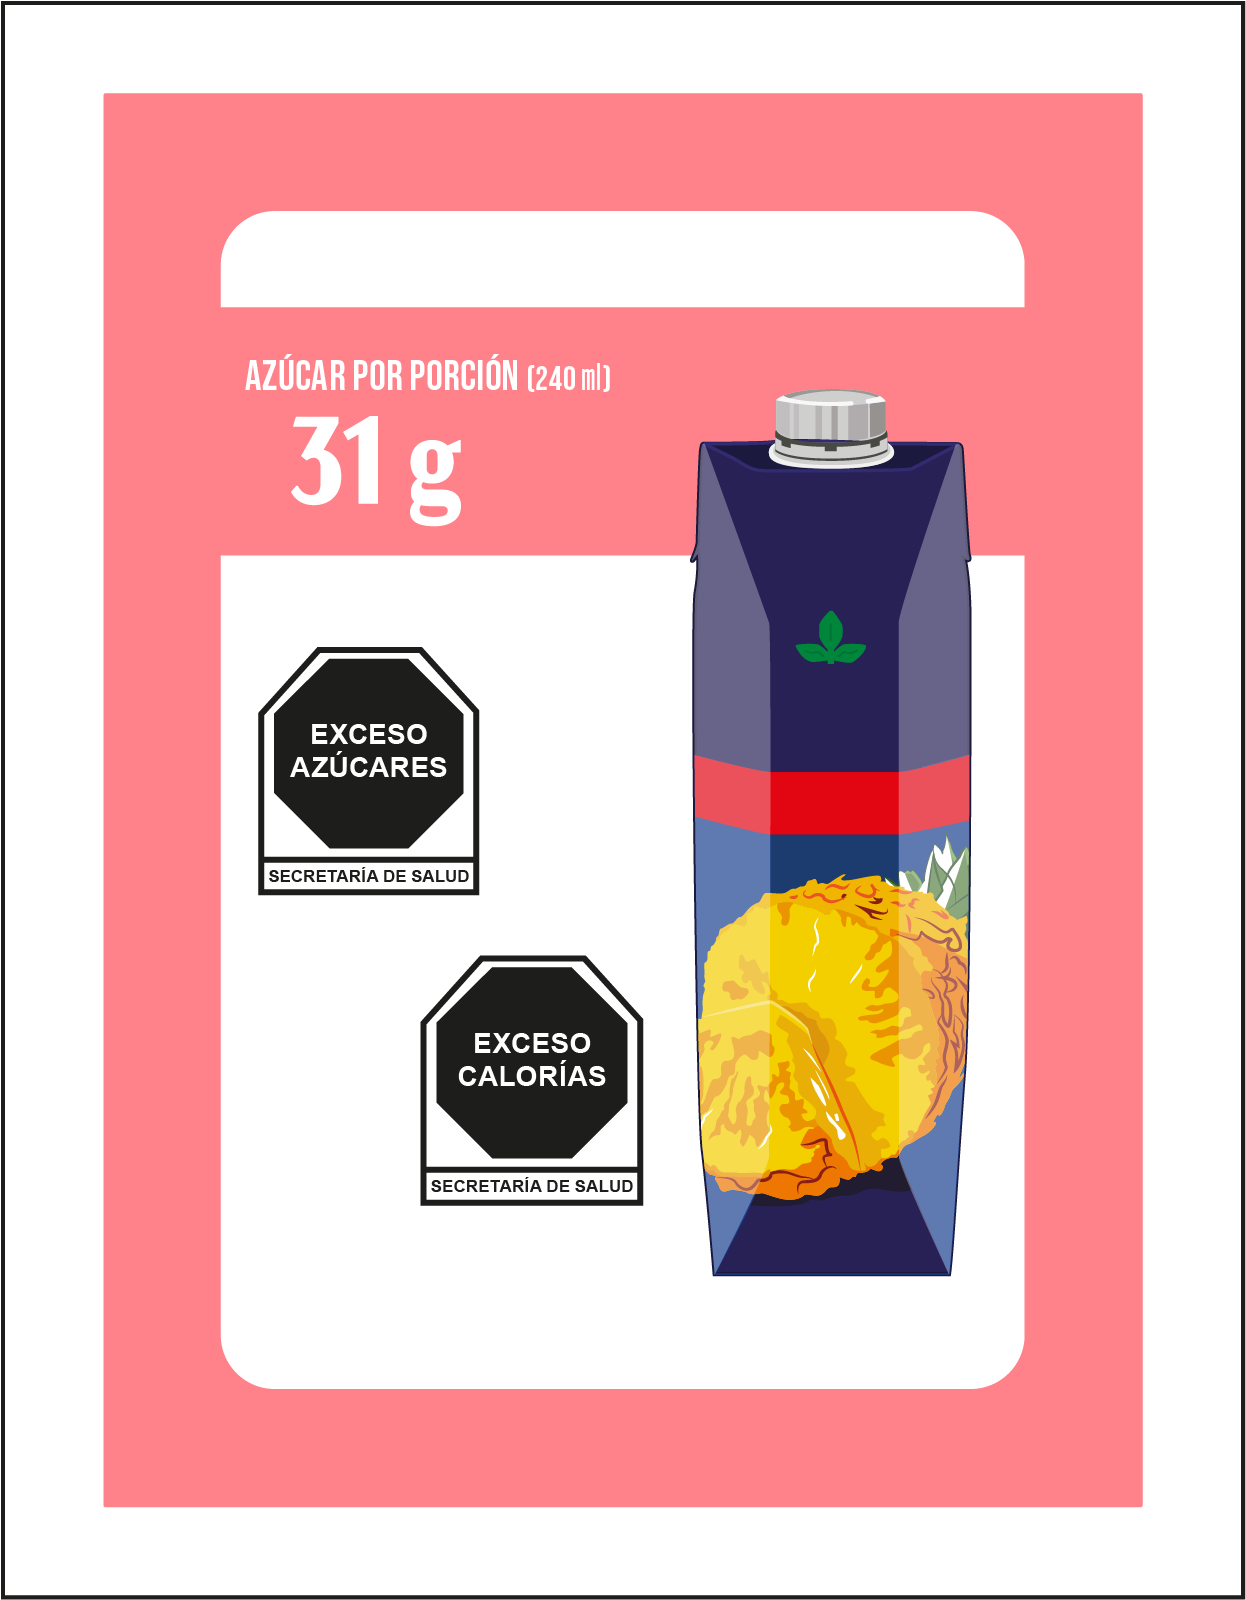 AZÚCAR POR PORCIÓN (240 ml)
31 g
EXCESO
AZÚCARES
SECRETARÍA DE SALUD
EXCESO
CALORÍAS
SECRETARÍA DE SALUD